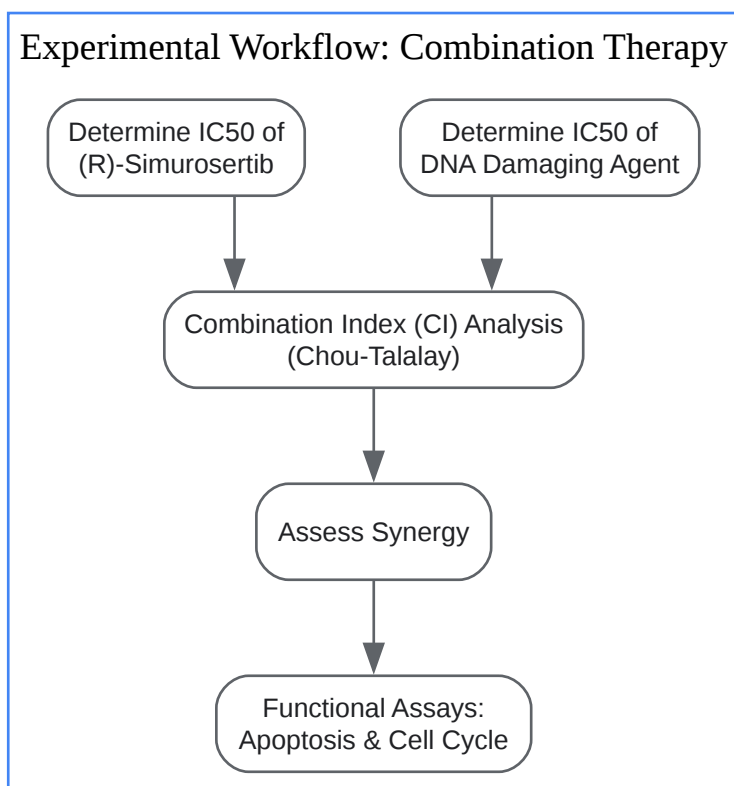 Experimental Workflow: Combination Therapy
Determine IC50 of
(R)-Simurosertib
Determine IC50 of
DNA Damaging Agent
Combination Index (CI) Analysis
(Chou-Talalay)
Assess Synergy
Functional Assays:
Apoptosis & Cell Cycle